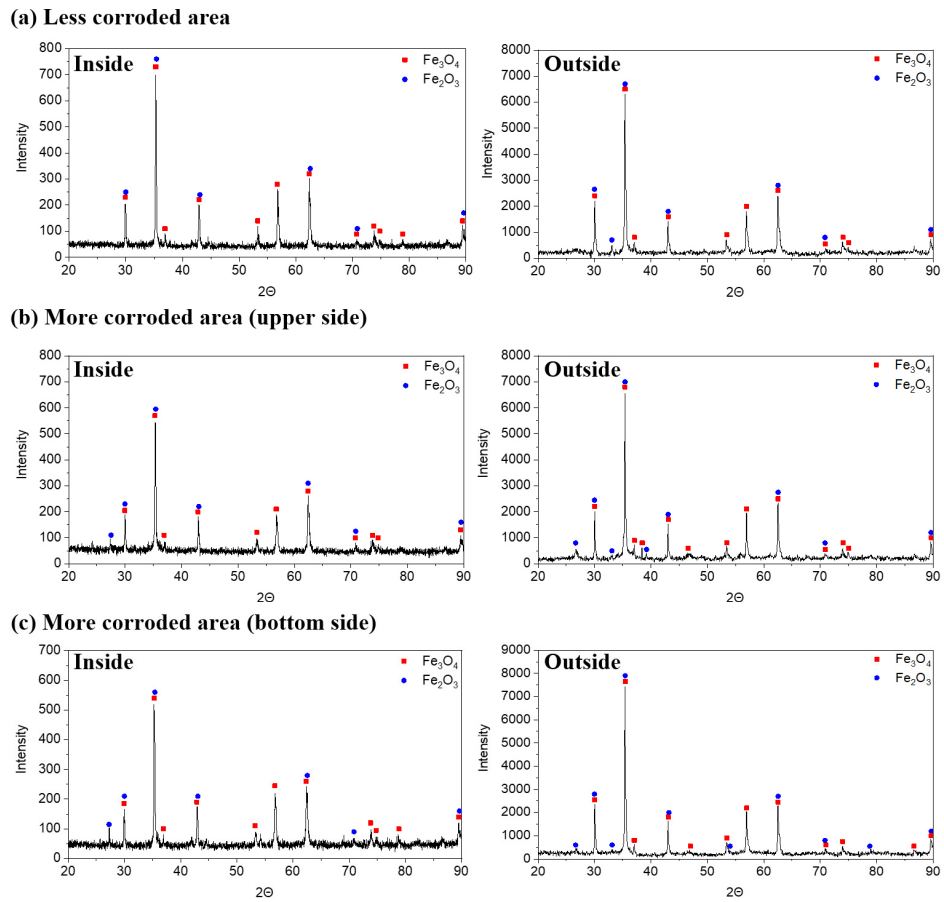 (a) Less corroded area
Inside
Fe₃O₄
Fe₂O₃
Intensity
800
700
600
500
400
300
200
100
0
20 30 40 50 60 70 80 90
2Θ
Outside
Fe₃O₄
Fe₂O₃
Intensity
8000
7000
6000
5000
4000
3000
2000
1000
0
20 30 40 50 60 70 80 90
2Θ
(b) More corroded area (upper side)
Inside
Fe₃O₄
Fe₂O₃
Intensity
800
700
600
500
400
300
200
100
0
20 30 40 50 60 70 80 90
2Θ
Outside
Fe₃O₄
Fe₂O₃
Intensity
8000
7000
6000
5000
4000
3000
2000
1000
0
20 30 40 50 60 70 80 90
2Θ
(c) More corroded area (bottom side)
Inside
Fe₃O₄
Fe₂O₃
Intensity
700
600
500
400
300
200
100
0
20 30 40 50 60 70 80 90
2Θ
Outside
Fe₃O₄
Fe₂O₃
Intensity
9000
8000
7000
6000
5000
4000
3000
2000
1000
0
20 30 40 50 60 70 80 90
2Θ